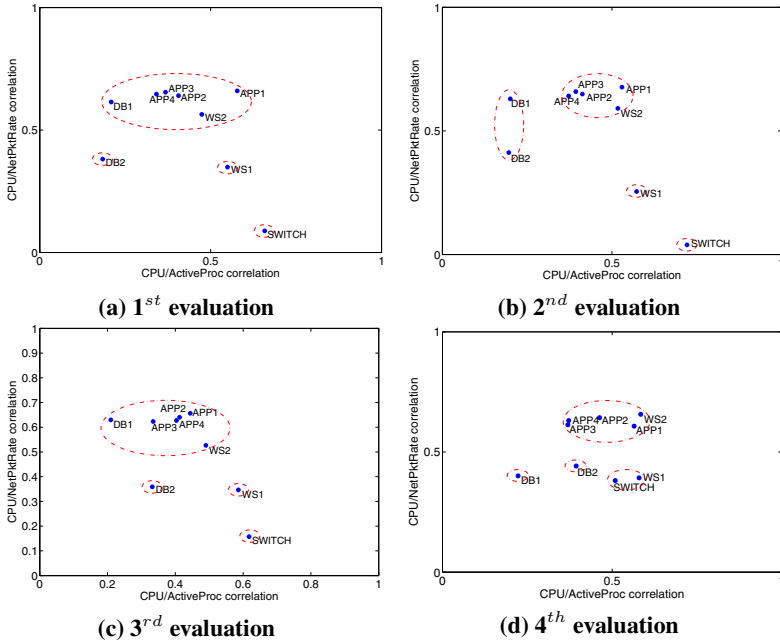 1
CPU/NetPktRate correlation
APP3
APP1
DB1
APP4
APP2
WS2
0.5
DB2
WS1
SWITCH
0
0
0.5
1
CPU/ActiveProc correlation
(a) 1st evaluation
1
CPU/NetPktRate correlation
APP3
APP1
APP4
APP2
DB1
WS2
0.5
DB2
WS1
SWITCH
0
0
0.5
1
CPU/ActiveProc correlation
(b) 2nd evaluation
1
0.9
0.8
0.7
0.6
0.5
0.4
0.3
0.2
0.1
0
CPU/NetPktRate correlation
APP2
APP1
DB1
APP3
APP4
WS2
DB2
WS1
SWITCH
0
0.2
0.4
0.6
0.8
1
CPU/ActiveProc correlation
(c) 3rd evaluation
1
CPU/NetPktRate correlation
APP4
APP2
WS2
APP3
APP1
0.5
DB2
DB1
WS1
SWITCH
0
0
0.5
1
CPU/ActiveProc correlation
(d) 4th evaluation